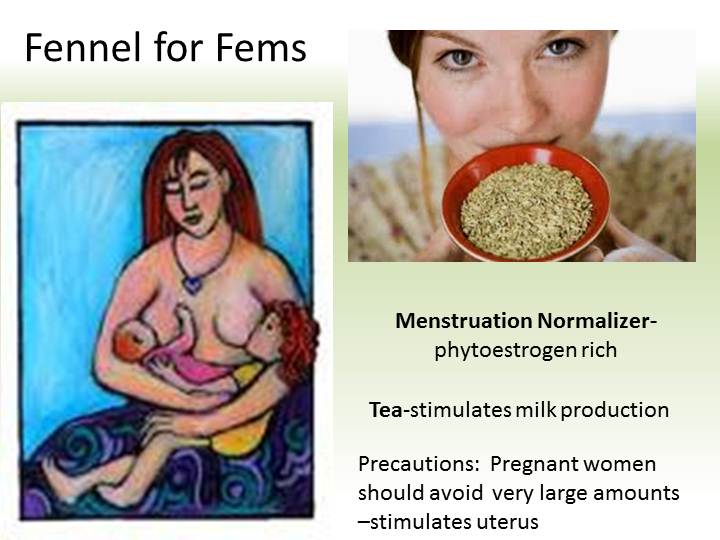 Fennel for Fems
Menstruation Normalizer-
phytoestrogen rich
Tea-stimulates milk production
Precautions:  Pregnant women
should avoid  very large amounts
–stimulates uterus